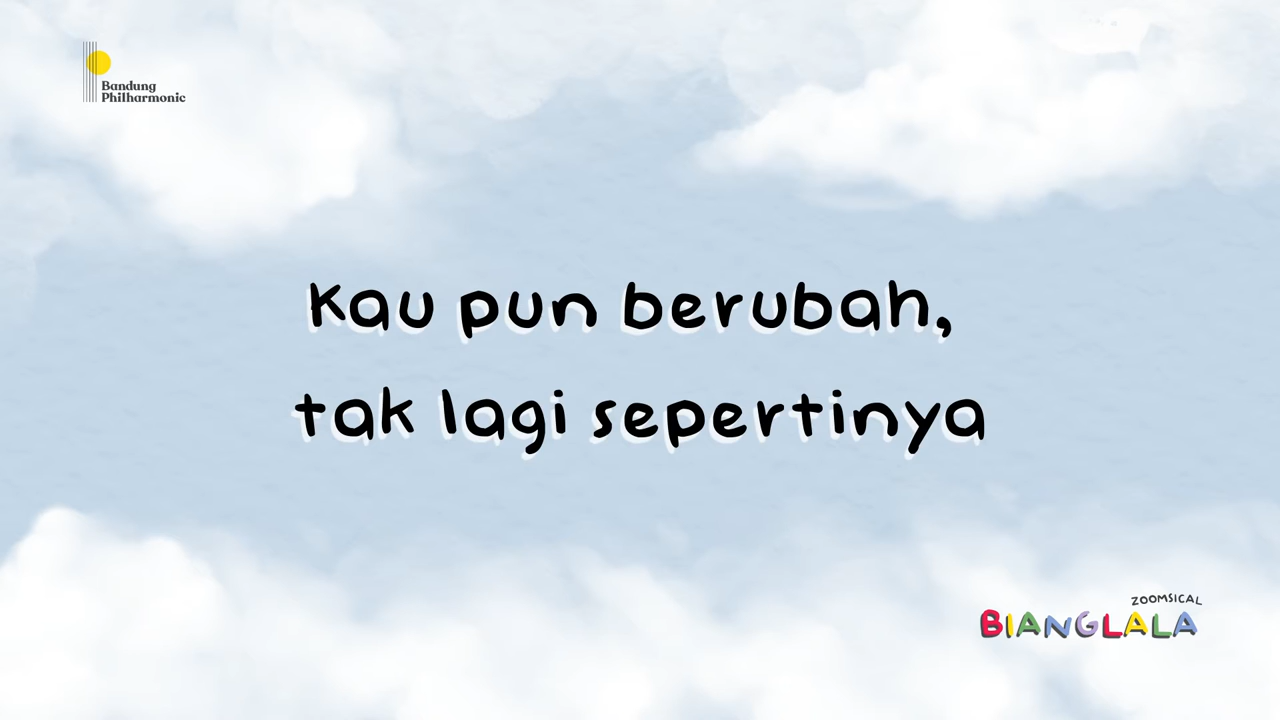 Bandung
Philharmonic
Kau pun berubah,
tak lagi sepertinya
ZOOMSICAL
BIANGLALA